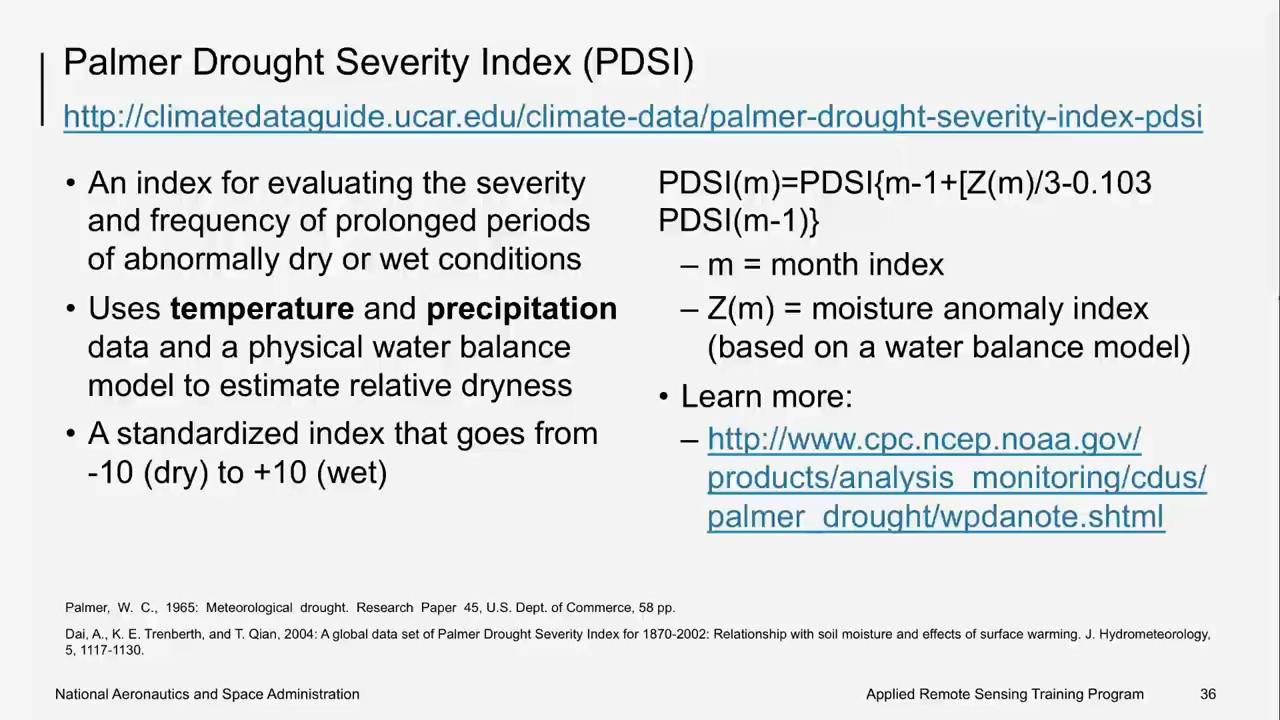 Palmer Drought Severity Index (PDSI)
http://climatedataguide.ucar.edu/climate-data/palmer-drought-severity-index-pdsi
• An index for evaluating the severity
and frequency of prolonged periods
of abnormally dry or wet conditions
• Uses temperature and precipitation
data and a physical water balance
model to estimate relative dryness
• A standardized index that goes from
-10 (dry) to +10 (wet)
PDSI(m)=PDSI{m-1+[Z(m)/3-0.103
PDSI(m-1)}
– m = month index
– Z(m) = moisture anomaly index
(based on a water balance model)
• Learn more:
– http://www.cpc.ncep.noaa.gov/
products/analysis_monitoring/cdus/
palmer_drought/wpdanote.shtml
Palmer, W. C., 1965: Meteorological drought. Research Paper 45, U.S. Dept. of Commerce, 58 pp.
Dai, A., K. E. Trenberth, and T. Qian, 2004: A global data set of Palmer Drought Severity Index for 1870-2002: Relationship with soil moisture and effects of surface warming. J. Hydrometeorology,
5, 1117-1130.
National Aeronautics and Space Administration
Applied Remote Sensing Training Program
36